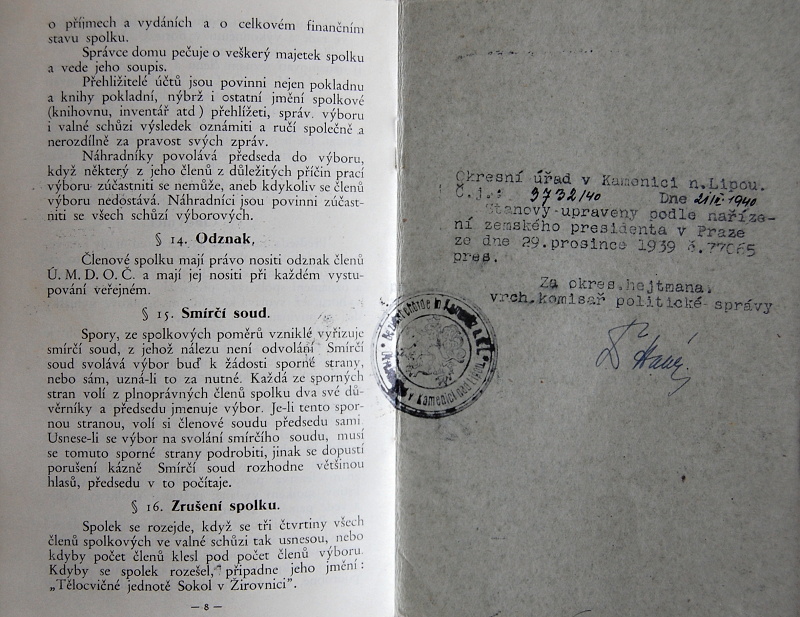 o příjmech a vydáních a o celkovém finančním
stavu spolku.
Správce domu pečuje o veškerý majetek spolku
a vede jeho soupis.
Přehližitelé účtů jsou povinni nejen pokladnu
a knihy pokladní, nýbrž i ostatní jmění spolkové
(knihovnu, inventář atd) přehlížeti, správ. výboru
i valné schůzi výsledek oznámiti a ručí společně a
nerozdílně za pravost svých zpráv.
Náhradníky povolává předseda do výboru,
když některý z jeho členů z důležitých příčin prací
výboru zúčastniti se nemůže, aneb kdykoliv se členů
výboru nedostává. Náhradníci jsou povinni zúčast-
niti se všech schůzí výborových.
§ 14. Odznak,
Členové spolku mají právo nositi odznak členů
Ú. M. D. O. Č. a mají jej nositi při každém vystu-
pování veřejném.
§ 15. Smírčí soud.
Spory, ze spolkových poměrů vzniklé vyřizuje
smírčí soud, z jehož nálezu není odvolání Smírčí
soud svolává výbor buď k žádosti sporné strany,
nebo sám, uzná-li to za nutné. Každá ze sporných
stran volí z plnoprávných členů spolku dva své dů-
věrníky a předsedu jmenuje výbor. Je-li tento spor-
nou stranou, volí si členové soudu předsedu sami.
Usnese-li se výbor na svolání smírčího soudu, musí
se tomuto sporné strany podrobiti, jinak se dopustí
porušení kázně Smírčí soud rozhodne většinou
hlasů, předsedu v to počítaje.
§ 16. Zrušení spolku.
Spolek se rozejde, když se tři čtvrtiny všech
členů spolkových ve valné schůzi tak usnesou, nebo
kdyby počet členů klesl pod počet členů výboru.
Kdyby se spolek rozešel, připadne jeho jmění:
„Tělocvičné jednotě Sokol v Žirovnici".
— 8 —
Okresní úřad v Kamenici n.Lipou.
Č.j.: 9732/40 Dne 1940
Stanovy upraveny podle naříze-
ní zemského presidenta v Praze
ze dne 29.prosince 1939 č.77065
pres.
Za okres.hejtmana.
vrch.komisař politické správy
v Kamenici nad Lipou